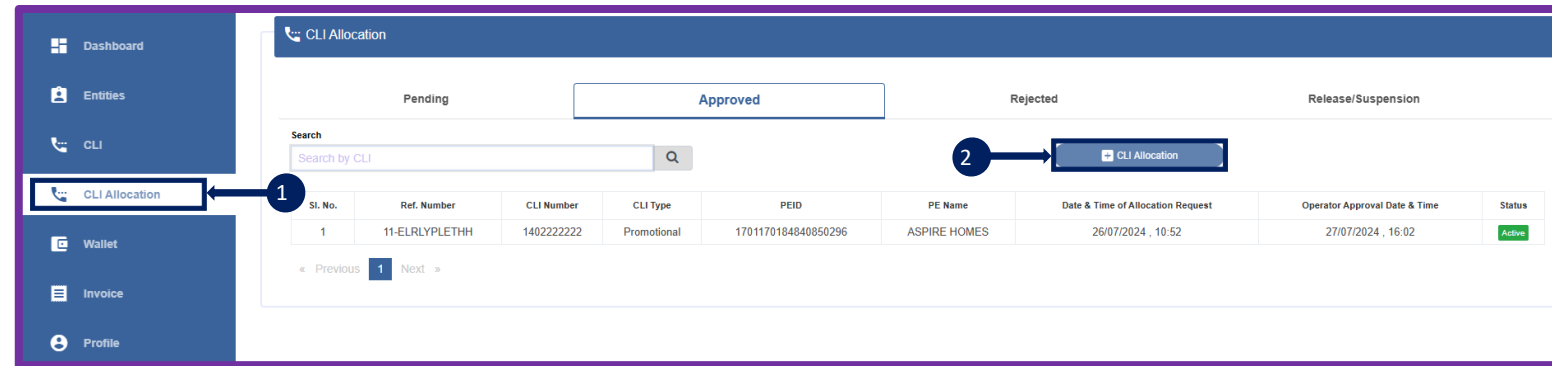 Dashboard
Entities
CLI
CLI Allocation
1
Wallet
Invoice
Profile
CLI Allocation
Pending Approved Rejected Release/Suspension
Search
Search by CLI
2
CLI Allocation
Sl. No. Ref. Number CLI Number CLI Type PEID PE Name Date & Time of Allocation Request Operator Approval Date & Time Status
1 11-ELRLYPLETHH 1402222222 Promotional 1701170184840850296 ASPIRE HOMES 26/07/2024 , 10:52 27/07/2024 , 16:02 Active
« Previous 1 Next »